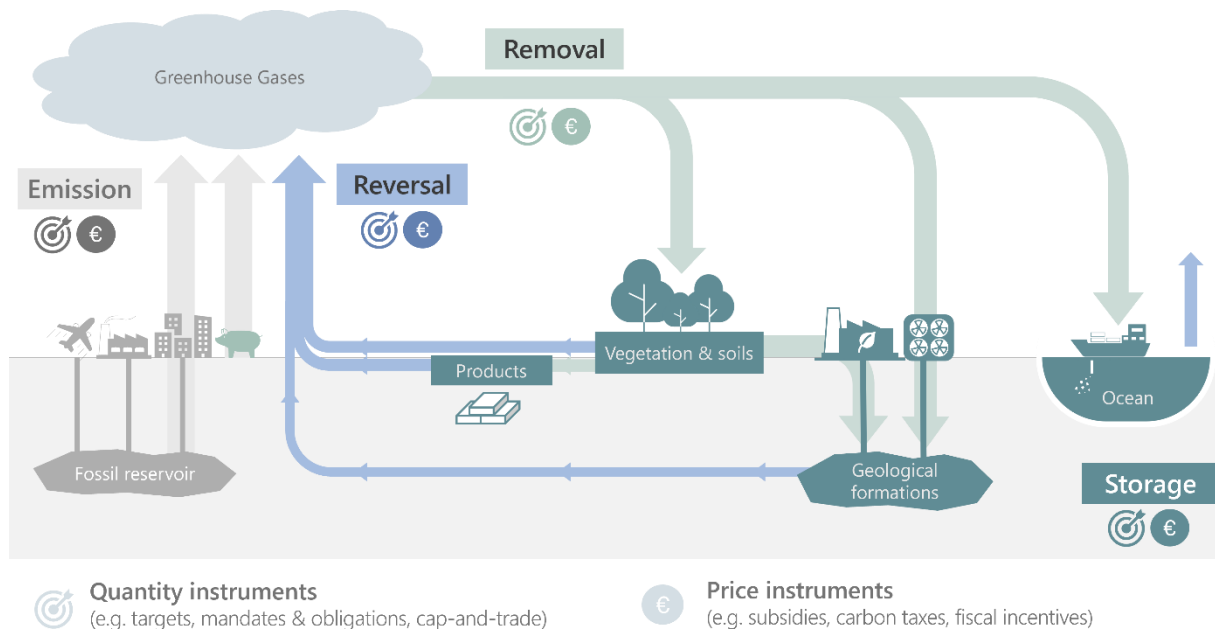 Greenhouse Gases
Removal
€
Emission
€
Reversal
€
Vegetation & soils
Products
Ocean
Fossil reservoir
Geological
formations
Storage
€
Quantity instruments
(e.g. targets, mandates & obligations, cap-and-trade)
€
Price instruments
(e.g. subsidies, carbon taxes, fiscal incentives)